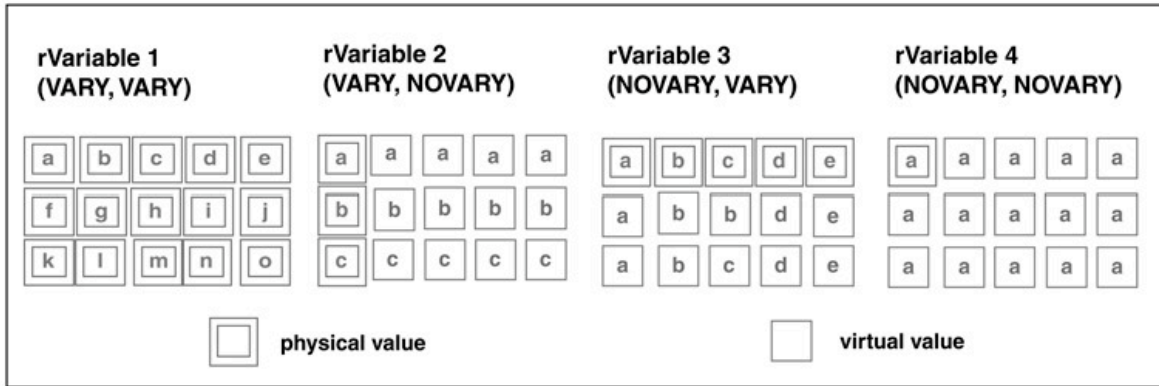 rVariable 1
(VARY, VARY)
rVariable 2
(VARY, NOVARY)
rVariable 3
(NOVARY, VARY)
rVariable 4
(NOVARY, NOVARY)
a b c d e
f g h i j
k l m n o
a a a a a
b b b b b
c c c c c
a b c d e
a b b d e
a b c d e
a a a a a
a a a a a
a a a a a
physical value
virtual value